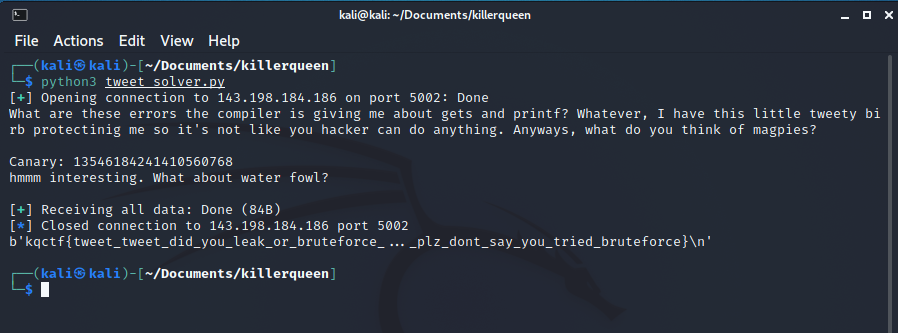 kali@kali: ~/Documents/killerqueen
File Actions Edit View Help
┌──(kali㉿kali)-[~/Documents/killerqueen]
└─$ python3 tweet_solver.py
[+] Opening connection to 143.198.184.186 on port 5002: Done
What are these errors the compiler is giving me about gets and printf? Whatever, I have this little tweety bi
rb protectinig me so it's not like you hacker can do anything. Anyways, what do you think of magpies?
Canary: 13546184241410560768
hmmm interesting. What about water fowl?
[+] Receiving all data: Done (84B)
[*] Closed connection to 143.198.184.186 port 5002
b'kqctf{tweet_tweet_did_you_leak_or_bruteforce_..._plz_dont_say_you_tried_bruteforce}\n'
┌──(kali㉿kali)-[~/Documents/killerqueen]
└─$